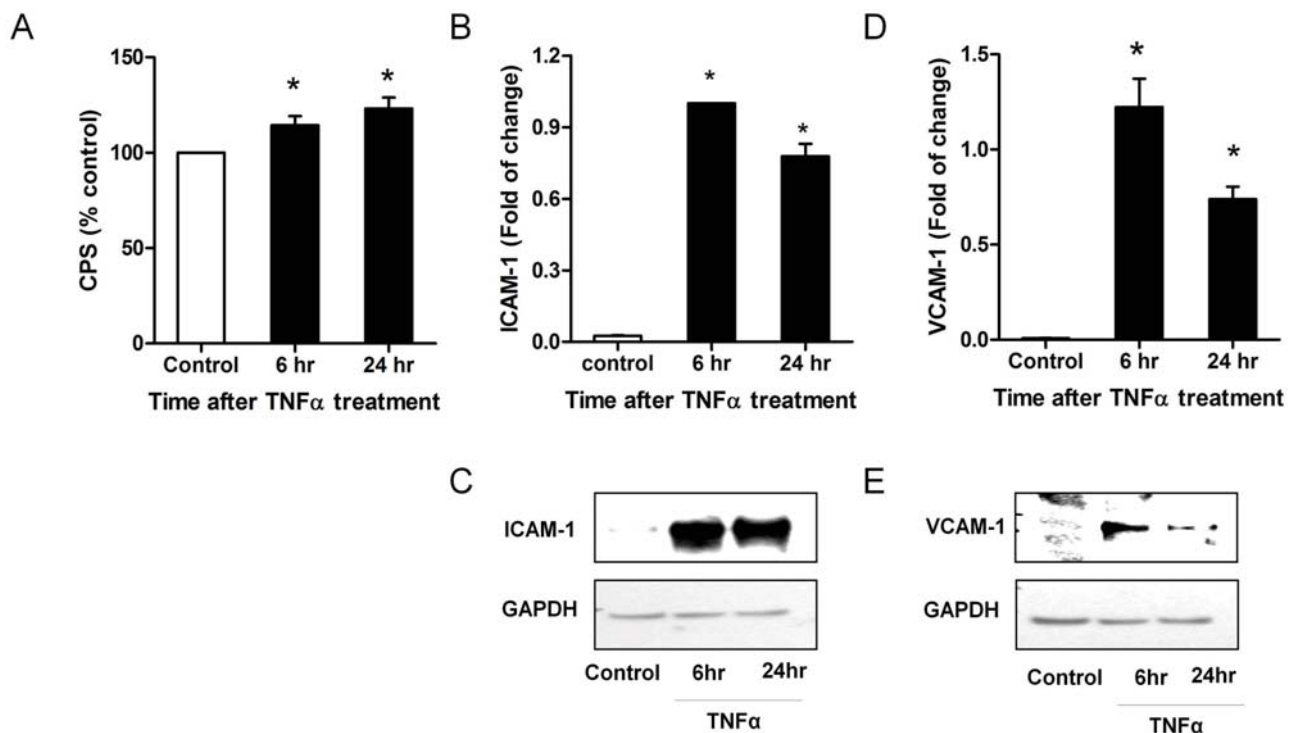 A
CPS (% control)
150
100
50
0
*
*
Control 6 hr 24 hr
Time after TNFα treatment
B
ICAM-1 (Fold of change)
1.2
0.9
0.6
0.3
0.0
*
*
control 6 hr 24 hr
Time after TNFα treatment
D
VCAM-1 (Fold of change)
1.5
1.0
0.5
0.0
*
*
Control 6 hr 24 hr
Time after TNFα treatment
C
ICAM-1
GAPDH
Control 6hr 24hr
TNFα
E
VCAM-1
GAPDH
Control 6hr 24hr
TNFα